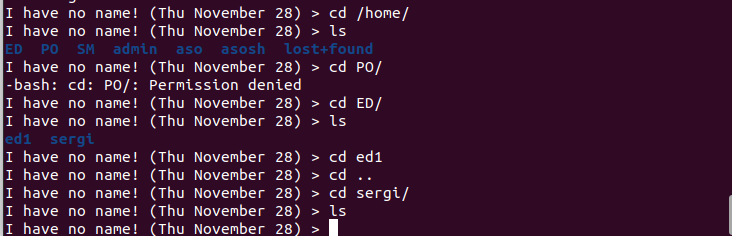 I have no name! (Thu November 28) > cd /home/
I have no name! (Thu November 28) > ls
ED  PO  SM  admin  aso  asosh  lost+found
I have no name! (Thu November 28) > cd PO/
-bash: cd: PO/: Permission denied
I have no name! (Thu November 28) > cd ED/
I have no name! (Thu November 28) > ls
ed1  sergi
I have no name! (Thu November 28) > cd ed1
I have no name! (Thu November 28) > cd ..
I have no name! (Thu November 28) > cd sergi/
I have no name! (Thu November 28) > ls
I have no name! (Thu November 28) >